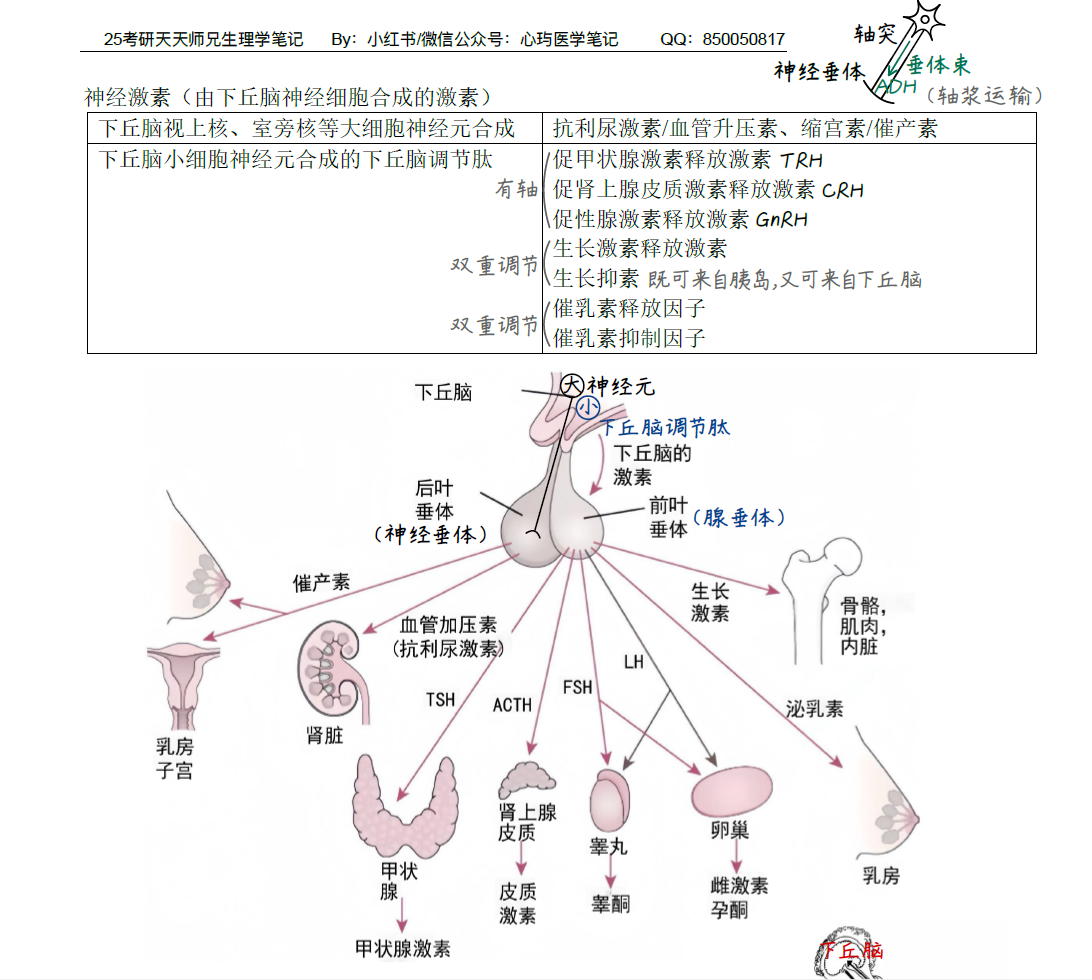 25考研天天师兄生理学笔记 By：小红书/微信公众号：心玙医学笔记 QQ：850050817
轴突
神经垂体
垂体束
ADH
（轴浆运输）
神经激素（由下丘脑神经细胞合成的激素）
下丘脑视上核、室旁核等大细胞神经元合成 抗利尿激素/血管升压素、缩宫素/催产素
下丘脑小细胞神经元合成的下丘脑调节肽 促甲状腺激素释放激素 TRH
有轴 促肾上腺皮质激素释放激素 CRH
促性腺激素释放激素 GnRH
生长激素释放激素
双重调节 生长抑素 既可来自胰岛,又可来自下丘脑
催乳素释放因子
双重调节 催乳素抑制因子
下丘脑
大神经元
小
下丘脑调节肽
下丘脑的
激素
后叶
垂体
（神经垂体）
前叶
垂体
（腺垂体）
催产素
血管加压素
(抗利尿激素)
生长
激素
骨骼,
肌肉,
内脏
乳房
子宫
肾脏
TSH
ACTH
FSH
LH
泌乳素
甲状
腺
甲状腺激素
肾上腺
皮质
皮质
激素
睾丸
睾酮
卵巢
雌激素
孕酮
乳房
下丘脑